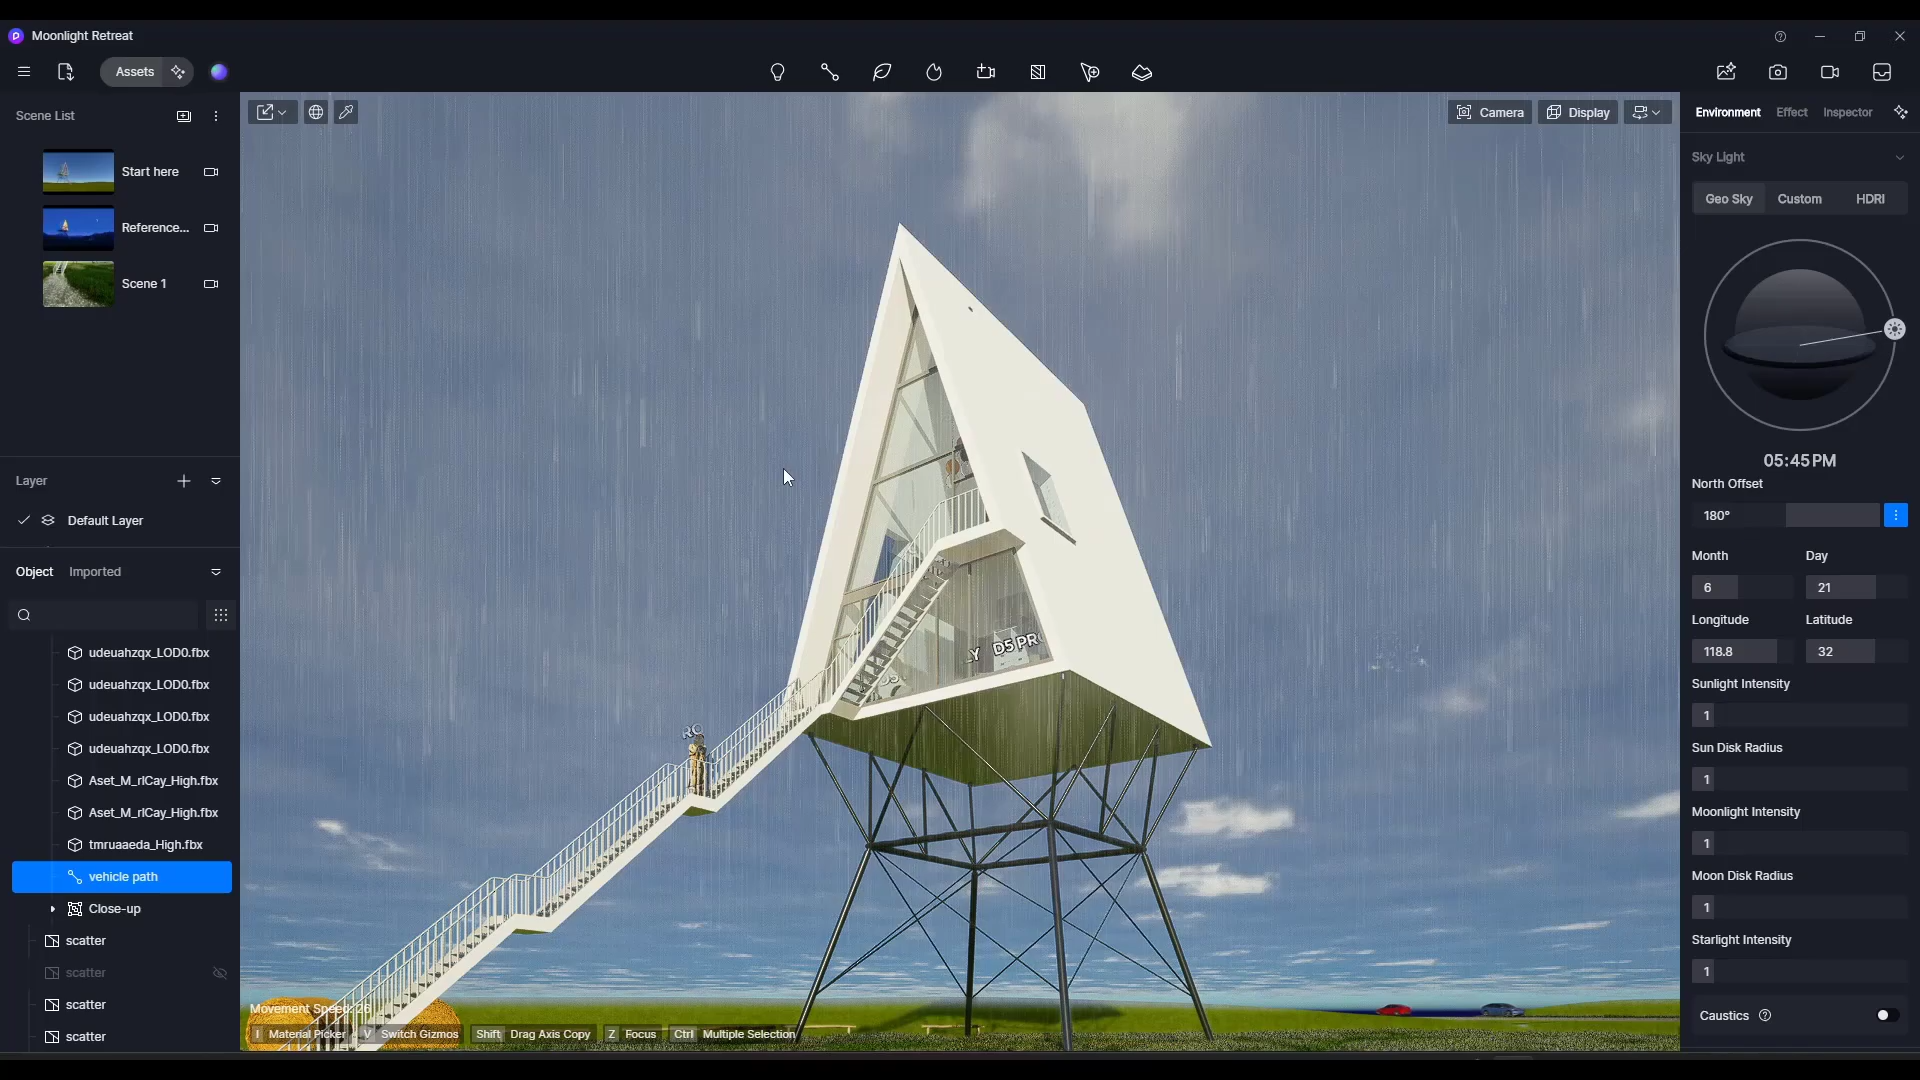 Moonlight Retreat
Assets
Scene List
Start here
Reference...
Scene 1
Layer
Default Layer
Object Imported
udeuahzqx_LOD0.fbx
udeuahzqx_LOD0.fbx
udeuahzqx_LOD0.fbx
udeuahzqx_LOD0.fbx
Aset_M_rlCay_High.fbx
Aset_M_rlCay_High.fbx
tmruaaeda_High.fbx
vehicle path
Close-up
scatter
scatter
scatter
scatter
Camera Display
RO
Y D5 PR
Movement Speed: 26
I Material Picker V Switch Gizmos Shift Drag Axis Copy Z Focus Ctrl Multiple Selection
Environment Effect Inspector
Sky Light
Geo Sky Custom HDRI
05:45PM
North Offset
180°
Month Day
6 21
Longitude Latitude
118.8 32
Sunlight Intensity
1
Sun Disk Radius
1
Moonlight Intensity
1
Moon Disk Radius
1
Starlight Intensity
1
Caustics